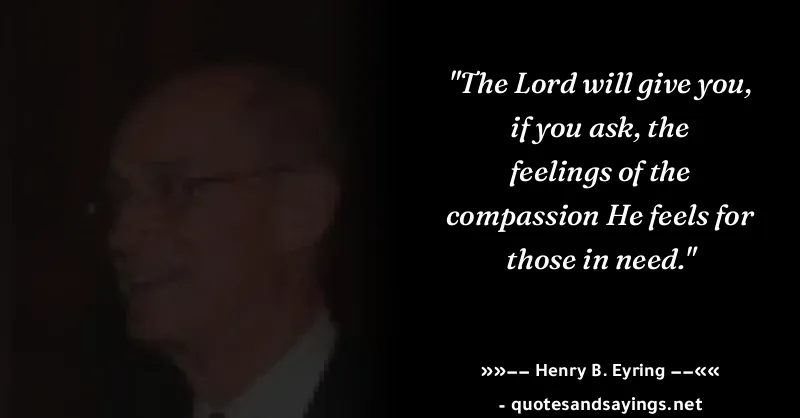 "The Lord will give you,
if you ask, the
feelings of the
compassion He feels for
those in need."
»»−− Henry B. Eyring −−««
- quotesandsayings.net